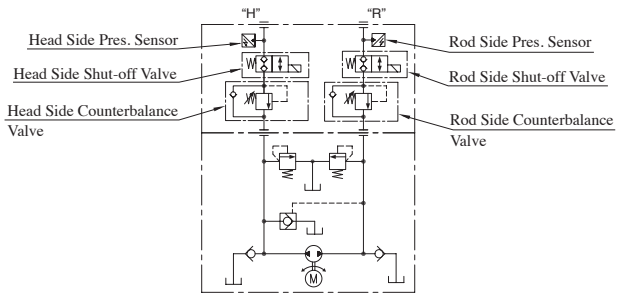 “H”
“R”
Head Side Pres. Sensor
Rod Side Pres. Sensor
Head Side Shut-off Valve
Rod Side Shut-off Valve
Head Side Counterbalance
Valve
Rod Side Counterbalance
Valve
M